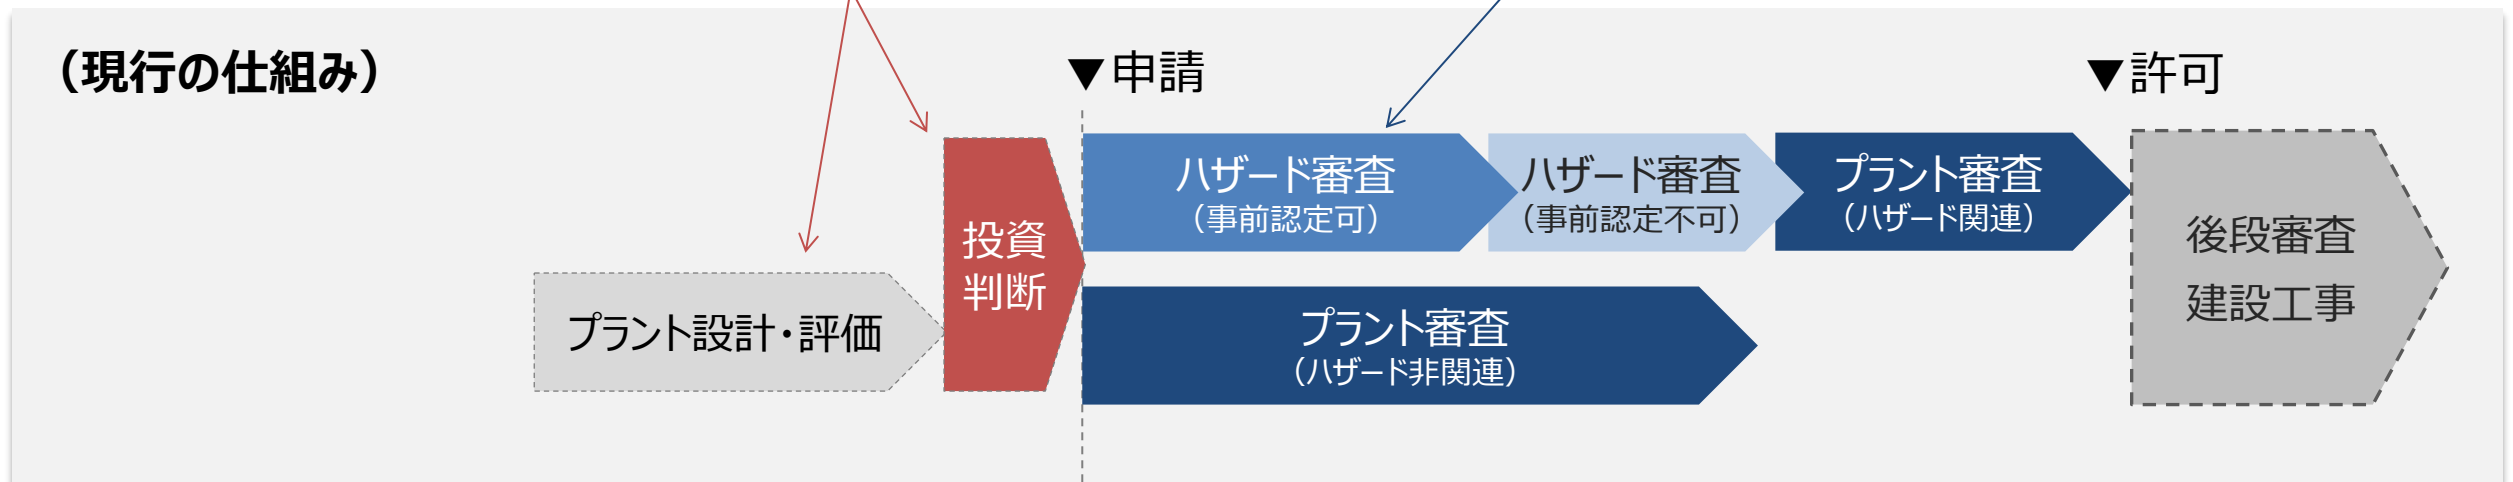 （現行の仕組み）
▼申請
▼許可
プラント設計・評価
投資
判断
ハザード審査
（事前認定可）
ハザード審査
（事前認定不可）
プラント審査
（ハザード関連）
プラント審査
（ハザード非関連）
後段審査
建設工事